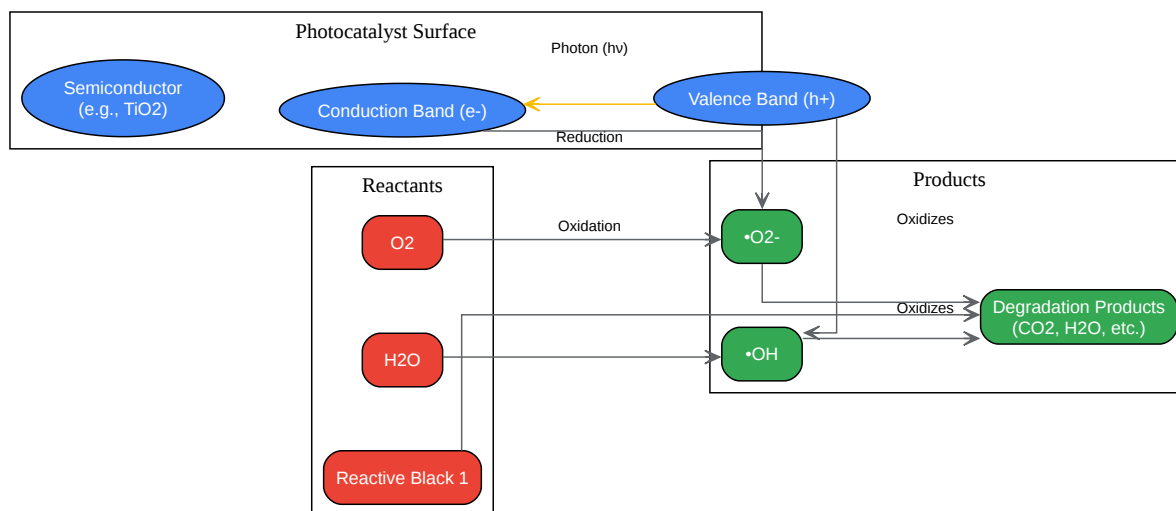 Photocatalyst Surface
Photon (hν)
Semiconductor
(e.g., TiO2)
Conduction Band (e-)
Valence Band (h+)
Reduction
Reactants
Products
O2
Oxidation
•O2-
Oxidizes
H2O
•OH
Oxidizes
Degradation Products
(CO2, H2O, etc.)
Reactive Black 1